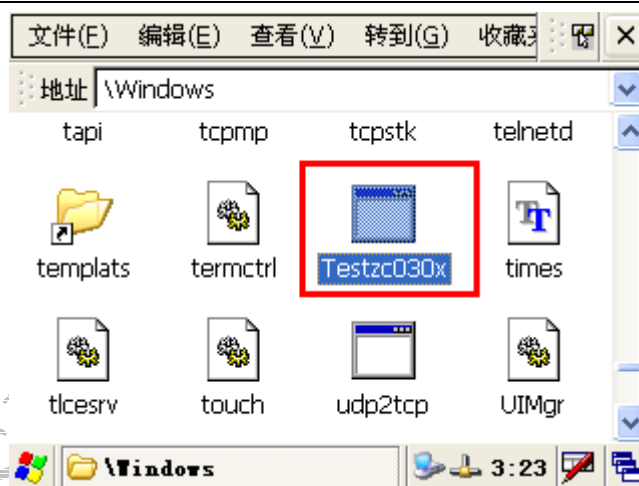 文件(F) 编辑(E) 查看(V) 转到(G) 收藏
地址 \Windows
tapi tcpmp tcpstk telnetd
templats termctrl Testzc030x times
tlcesrv touch udp2tcp UIMgr
\Windows 3:23